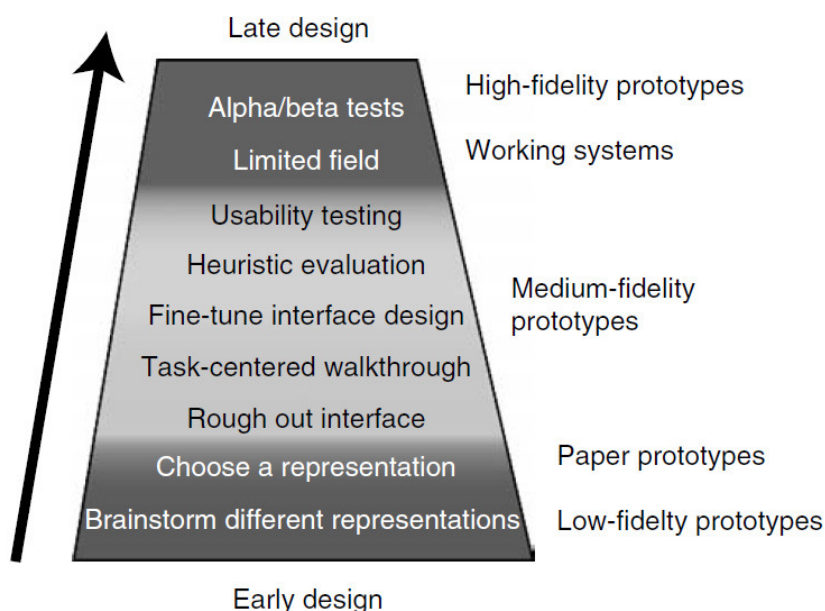 Late design
High-fidelity prototypes
Alpha/beta tests
Working systems
Limited field
Usability testing
Heuristic evaluation
Medium-fidelity
prototypes
Fine-tune interface design
Task-centered walkthrough
Rough out interface
Paper prototypes
Choose a representation
Brainstorm different representations
Low-fidelty prototypes
Early design